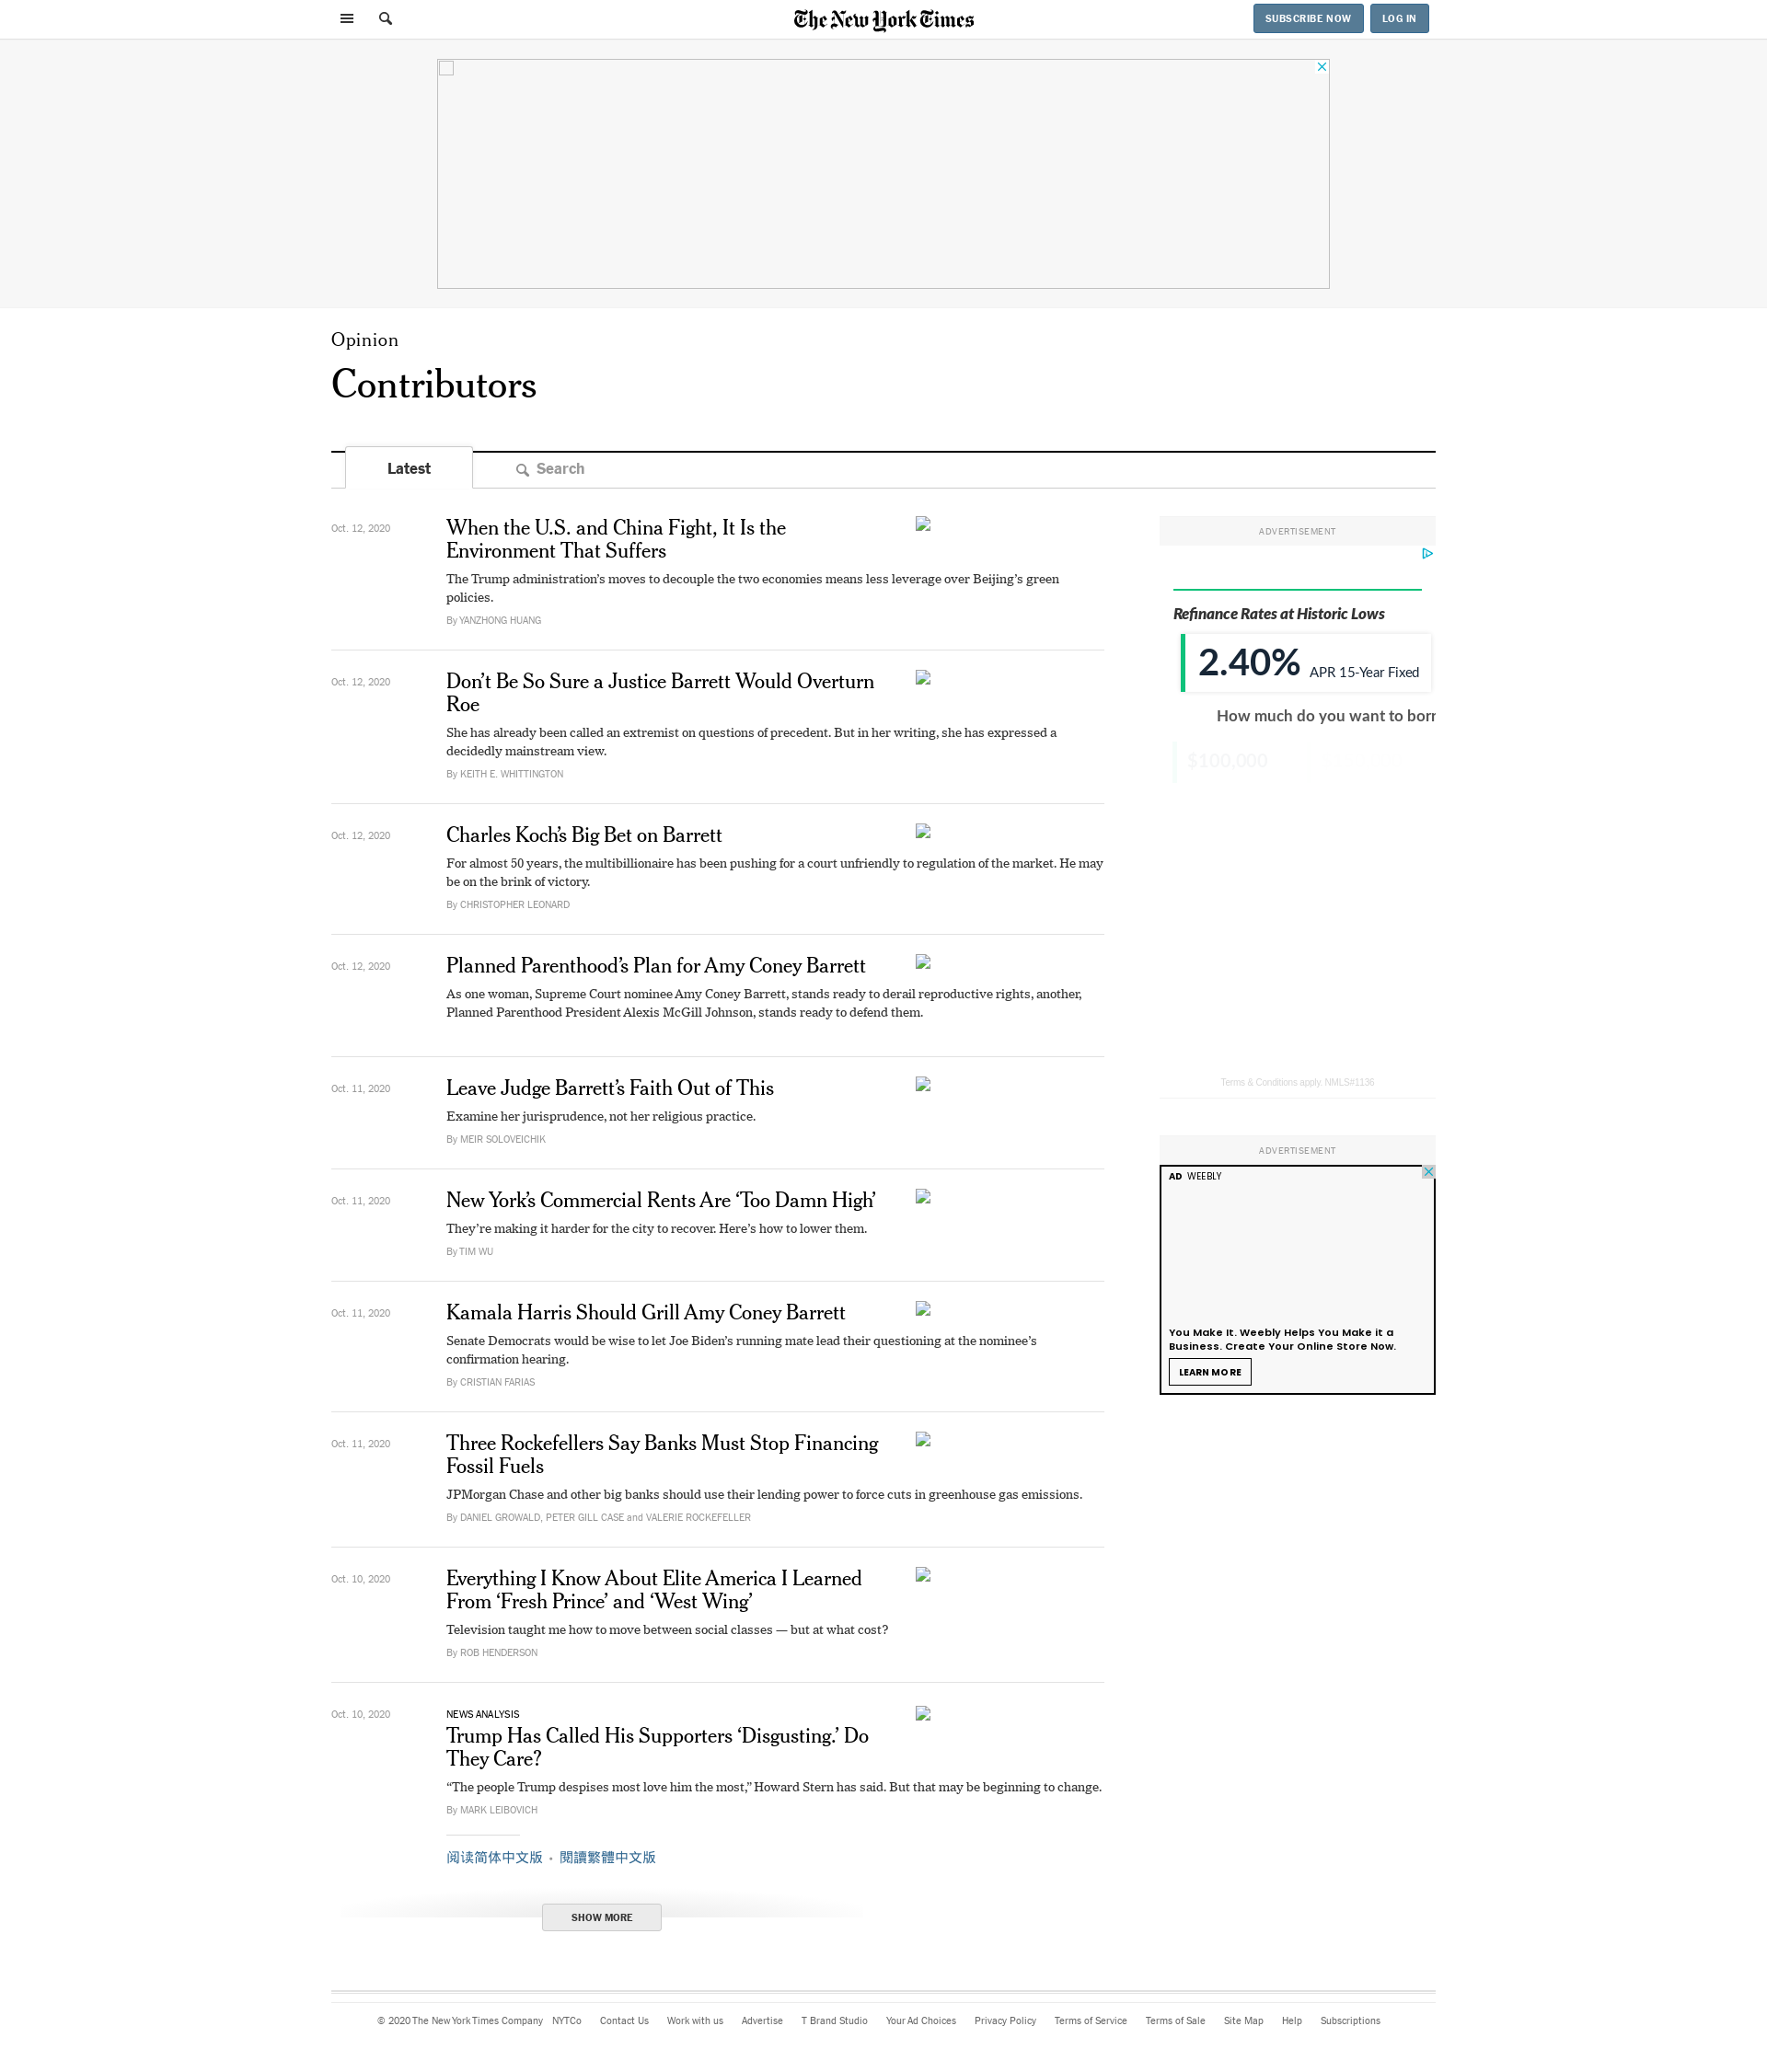 The New York Times
SUBSCRIBE NOW
LOG IN
Opinion
Contributors
Latest
Search
Oct. 12, 2020
When the U.S. and China Fight, It Is the
Environment That Suffers
The Trump administration’s moves to decouple the two economies means less leverage over Beijing’s green
policies.
By YANZHONG HUANG
Oct. 12, 2020
Don’t Be So Sure a Justice Barrett Would Overturn
Roe
She has already been called an extremist on questions of precedent. But in her writing, she has expressed a
decidedly mainstream view.
By KEITH E. WHITTINGTON
Oct. 12, 2020
Charles Koch’s Big Bet on Barrett
For almost 50 years, the multibillionaire has been pushing for a court unfriendly to regulation of the market. He may
be on the brink of victory.
By CHRISTOPHER LEONARD
Oct. 12, 2020
Planned Parenthood’s Plan for Amy Coney Barrett
As one woman, Supreme Court nominee Amy Coney Barrett, stands ready to derail reproductive rights, another,
Planned Parenthood President Alexis McGill Johnson, stands ready to defend them.
Oct. 11, 2020
Leave Judge Barrett’s Faith Out of This
Examine her jurisprudence, not her religious practice.
By MEIR SOLOVEICHIK
Oct. 11, 2020
New York’s Commercial Rents Are ‘Too Damn High’
They’re making it harder for the city to recover. Here’s how to lower them.
By TIM WU
Oct. 11, 2020
Kamala Harris Should Grill Amy Coney Barrett
Senate Democrats would be wise to let Joe Biden’s running mate lead their questioning at the nominee’s
confirmation hearing.
By CRISTIAN FARIAS
Oct. 11, 2020
Three Rockefellers Say Banks Must Stop Financing
Fossil Fuels
JPMorgan Chase and other big banks should use their lending power to force cuts in greenhouse gas emissions.
By DANIEL GROWALD, PETER GILL CASE and VALERIE ROCKEFELLER
Oct. 10, 2020
Everything I Know About Elite America I Learned
From ‘Fresh Prince’ and ‘West Wing’
Television taught me how to move between social classes — but at what cost?
By ROB HENDERSON
Oct. 10, 2020
NEWS ANALYSIS
Trump Has Called His Supporters ‘Disgusting.’ Do
They Care?
“The people Trump despises most love him the most,” Howard Stern has said. But that may be beginning to change.
By MARK LEIBOVICH
阅读简体中文版 • 閱讀繁體中文版
SHOW MORE
ADVERTISEMENT
Refinance Rates at Historic Lows
2.40% APR 15-Year Fixed
How much do you want to borr
$100,000
Terms & Conditions apply. NMLS#1136
ADVERTISEMENT
AD WEEBLY
You Make It. Weebly Helps You Make it a
Business. Create Your Online Store Now.
LEARN MORE
© 2020 The New York Times Company NYTCo Contact Us Work with us Advertise T Brand Studio Your Ad Choices Privacy Policy Terms of Service Terms of Sale Site Map Help Subscriptions